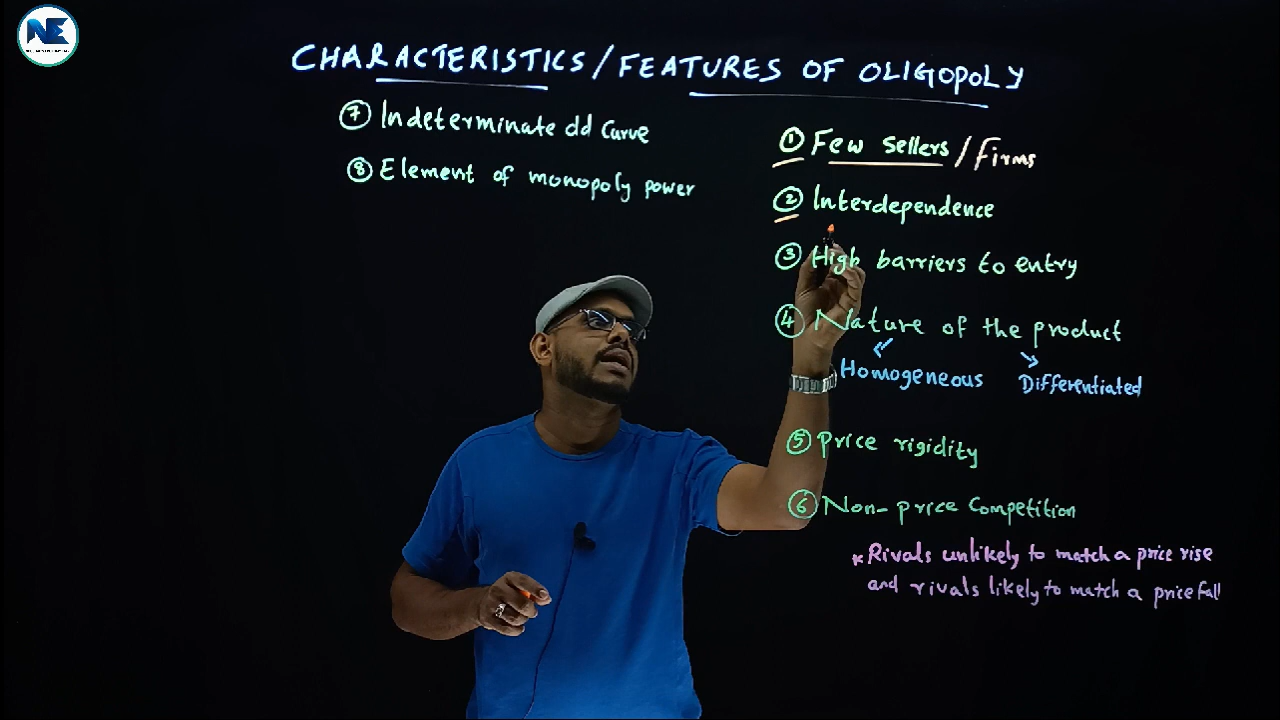 NE
CHARACTERISTICS/FEATURES OF OLIGOPOLY
⑦ Indeterminate dd Curve
⑧ Element of monopoly power
① Few sellers/Firms
② Interdependence
③ High barriers to entry
④ Nature of the product
Homogeneous Differentiated
⑤ Price rigidity
⑥ Non-price Competition
* Rivals unlikely to match a price rise
and rivals likely to match a price fall